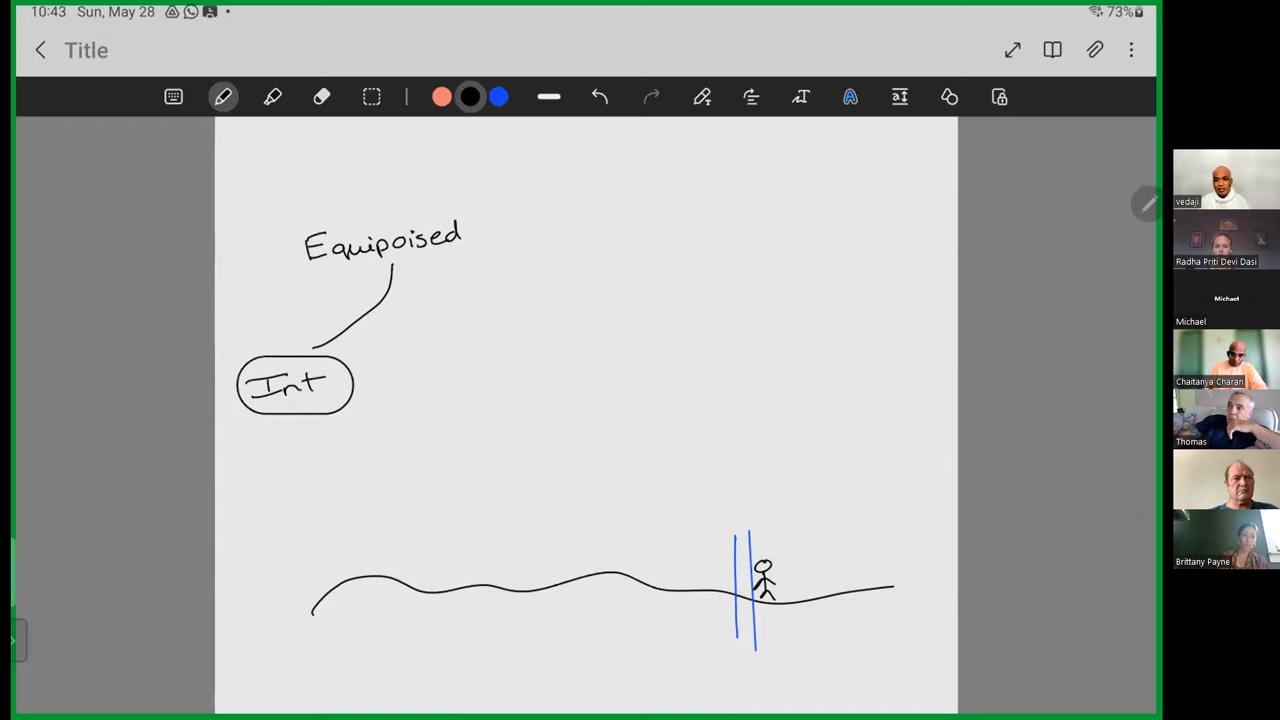 10:43 Sun, May 28
73%
Title
Equipoised
Int
vedaji
Radha Priti Devi Dasi
Michael
Michael
Chaitanya Charan
Thomas
Brittany Payne